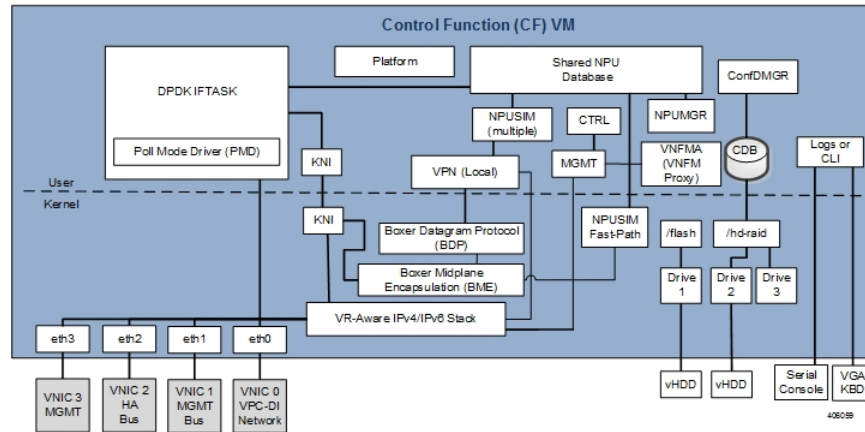 Control Function (CF) VM
Platform
DPDK IFTASK
Shared NPU
Database
ConfDMGR
NPUSIM
(multiple)
CTRL
NPUMGR
Poll Mode Driver (PMD)
KNI
VPN (Local)
MGMT
VNFMA
(VNFM
Proxy)
CDB
Logs or
CLI
User
Kernel
KNI
Boxer Datagram Protocol
(BDP)
NPUSIM
Fast-Path
/flash
/hd-raid
Boxer Midplane
Encapsulation (BME)
Drive
1
Drive
2
Drive
3
VR-Aware IPv4/IPv6 Stack
eth3
eth2
eth1
eth0
VNIC 3
MGMT
VNIC 2
HA
Bus
VNIC 1
MGMT
Bus
VNIC 0
VPC-DI
Network
vHDD
vHDD
Serial
Console
VGA
KBD
406059